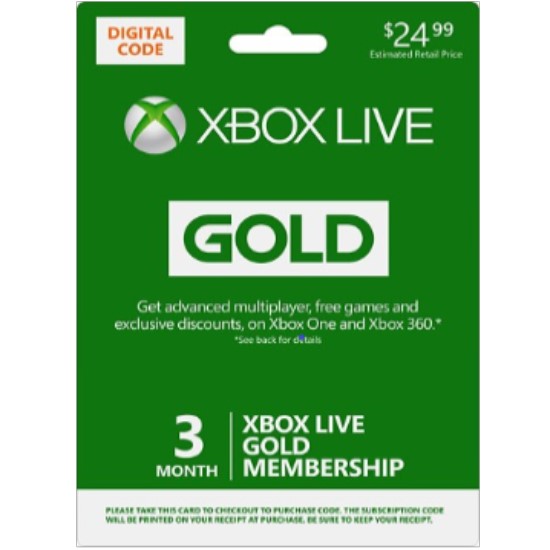 DIGITAL
CODE
$24.99
Estimated Retail Price
XBOX LIVE
GOLD
Get advanced multiplayer, free games and
exclusive discounts, on Xbox One and Xbox 360.*
*See back for details
3
MONTH
XBOX LIVE
GOLD
MEMBERSHIP
PLEASE TAKE THIS CARD TO CHECKOUT TO PURCHASE CODE. THE SUBSCRIPTION CODE
WILL BE PRINTED ON YOUR RECEIPT AT PURCHASE, BE SURE TO KEEP YOUR RECEIPT.